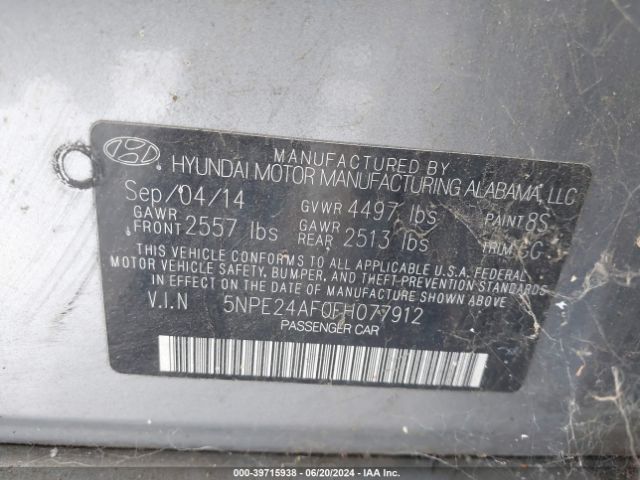 MANUFACTURED BY
HYUNDAI MOTOR MANUFACTURING ALABAMA, LLC
Sep/04/14 GVWR 4497 lbs PAINT 8S
GAWR FRONT 2557 lbs GAWR REAR 2513 lbs TRIM
THIS VEHICLE CONFORMS TO ALL APPLICABLE U.S.A. FEDERAL
MOTOR VEHICLE SAFETY, BUMPER, AND THEFT-PREVENTION STANDARDS
IN EFFECT ON THE DATE OF MANUFACTURE SHOWN ABOVE.
V.I.N 5NPE24AF0FH077912
PASSENGER CAR
000-39715938 - 06/20/2024 - IAA Inc.